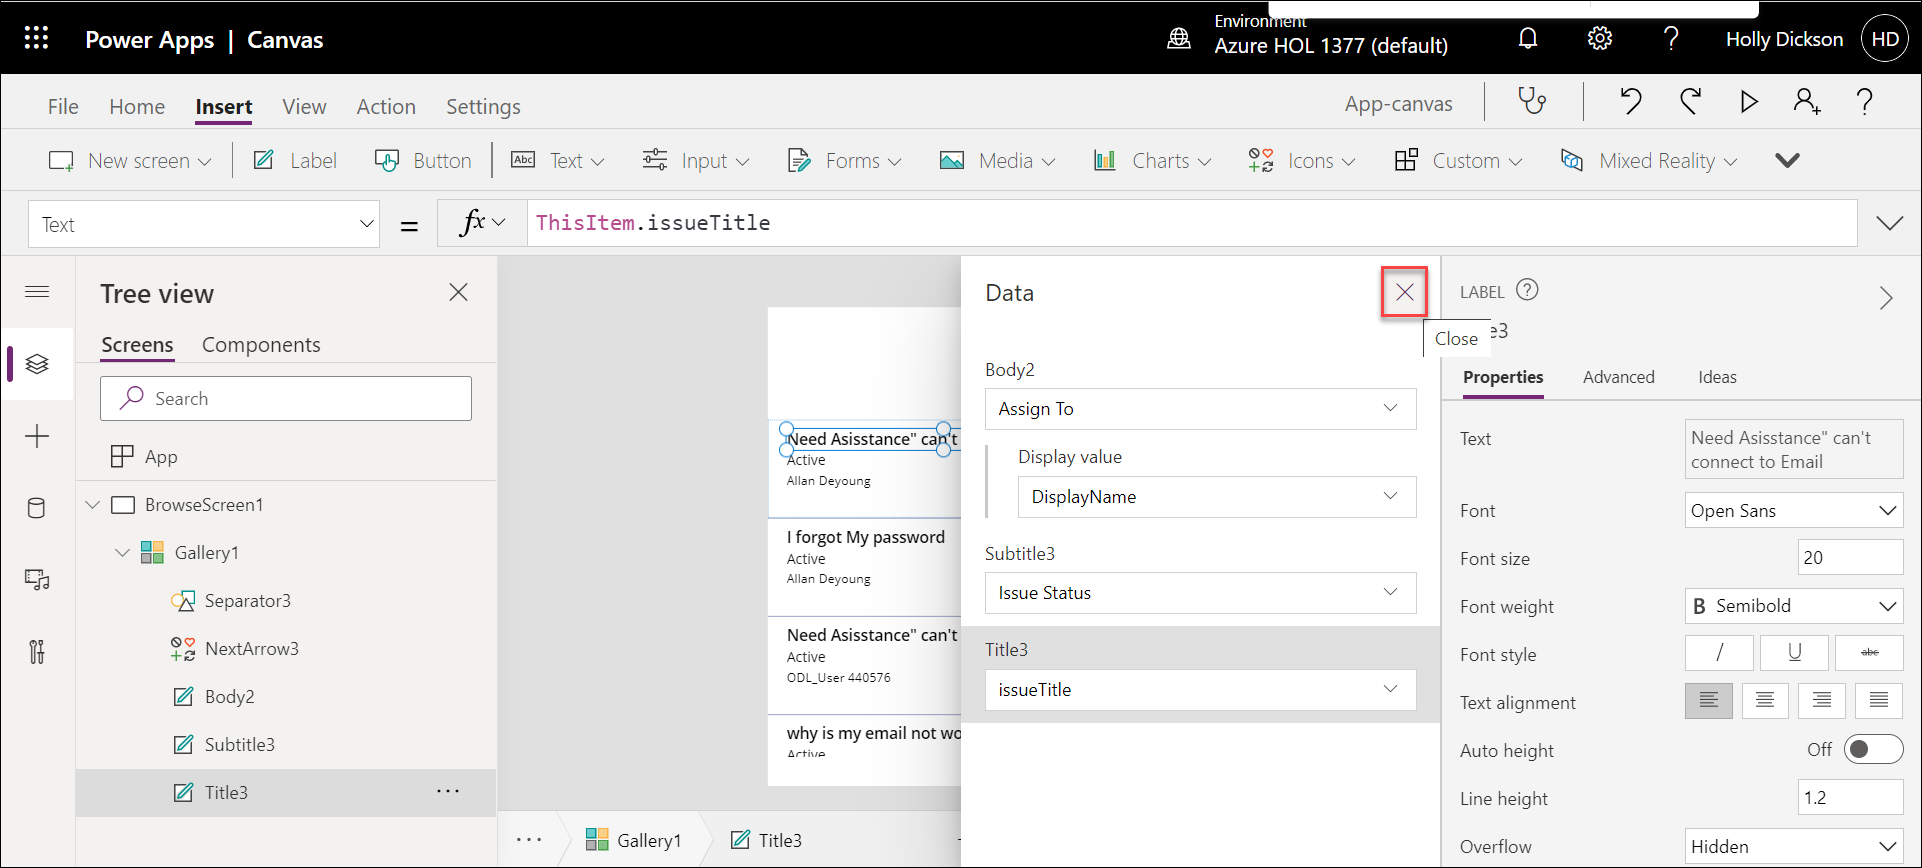 Power Apps | Canvas
Environment
Azure HOL 1377 (default)
Holly Dickson
HD
File
Home
Insert
View
Action
Settings
App-canvas
New screen
Label
Button
Abc
Text
Input
Forms
Media
Charts
Icons
Custom
Mixed Reality
Text
=
fx
ThisItem.issueTitle
Tree view
Screens
Components
Search
App
BrowseScreen1
Gallery1
Separator3
NextArrow3
Body2
Subtitle3
Title3
Need Asisstance" can't
Active
Allan Deyoung
I forgot My password
Active
Allan Deyoung
Need Asisstance" can't
Active
ODL_User 440576
why is my email not wo
Active
Gallery1
Title3
Data
Close
Body2
Assign To
Display value
DisplayName
Subtitle3
Issue Status
Title3
issueTitle
LABEL
e3
Properties
Advanced
Ideas
Text
Need Asisstance" can't
connect to Email
Font
Open Sans
Font size
20
Font weight
B Semibold
Font style
/
U
abc
Text alignment
Auto height
Off
Line height
1.2
Overflow
Hidden